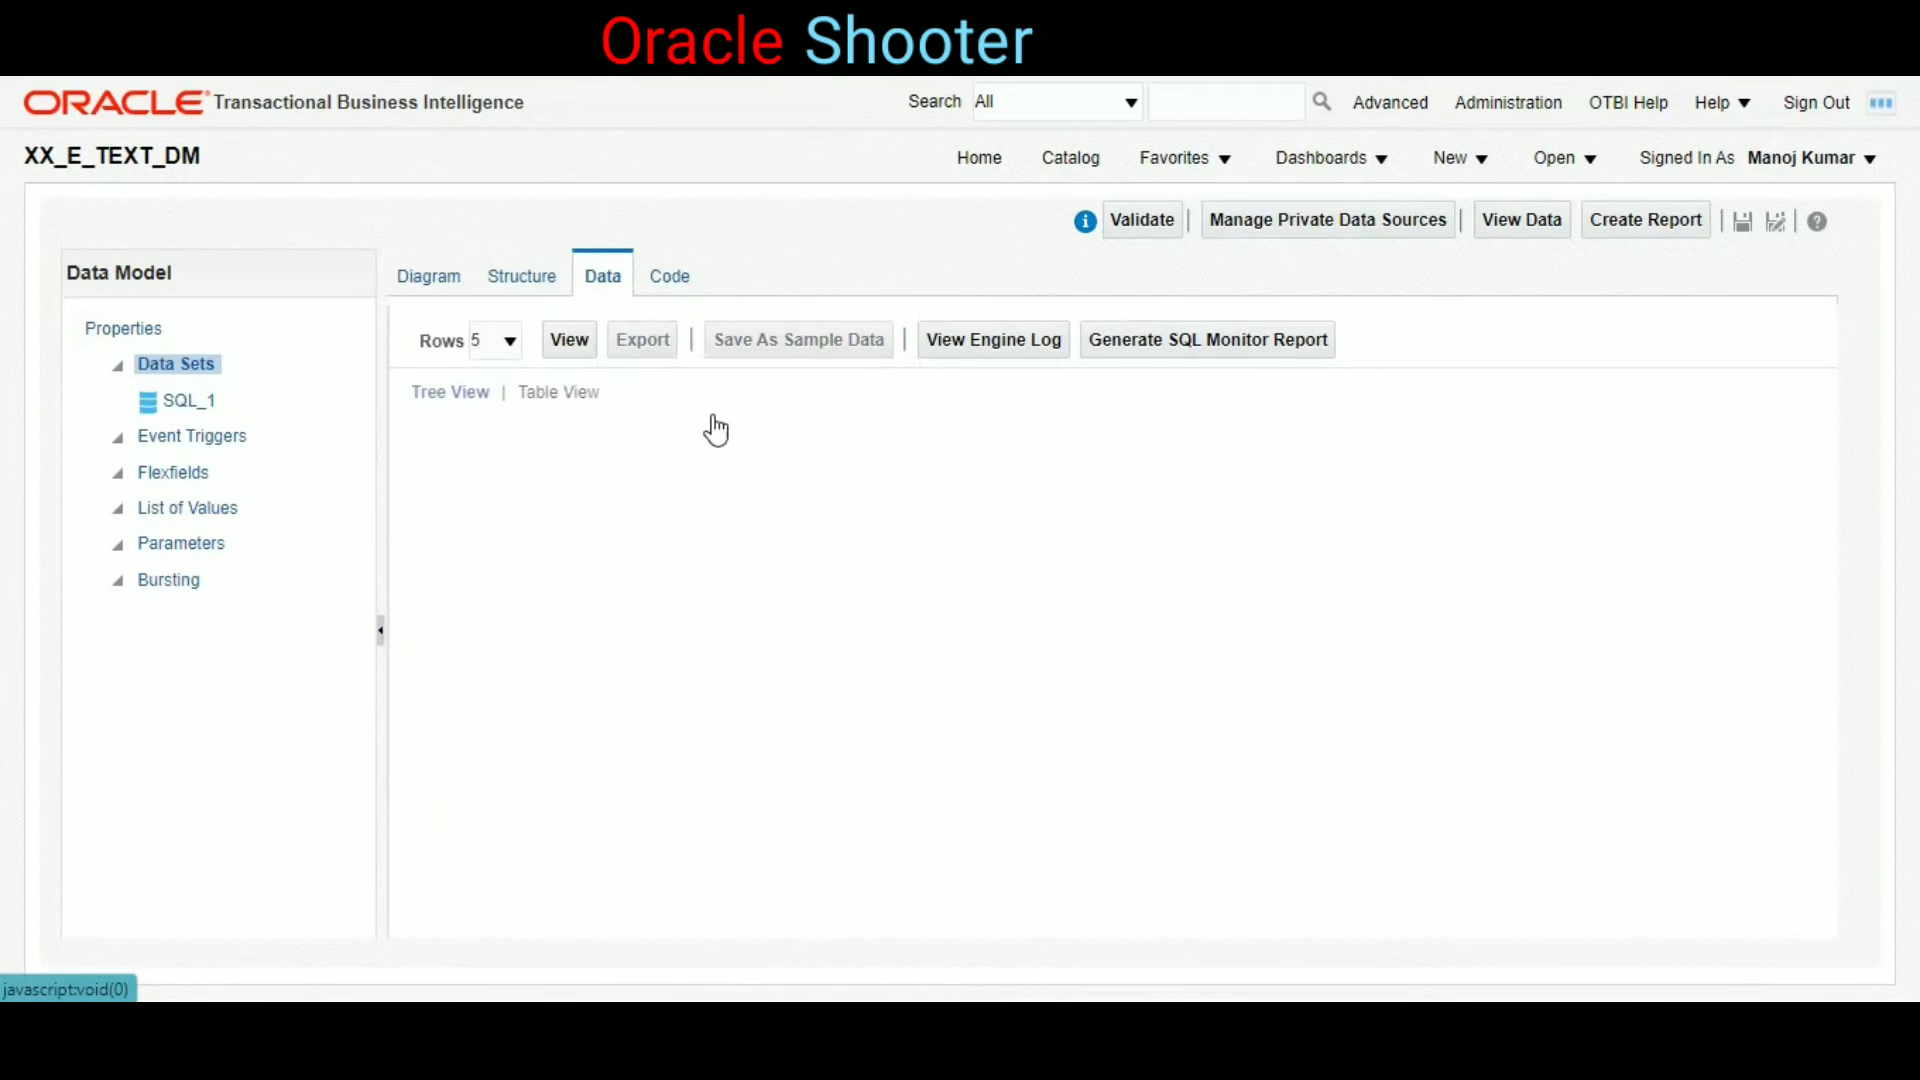 Oracle Shooter
ORACLE Transactional Business Intelligence
Search All Advanced Administration OTBI Help Help Sign Out
XX_E_TEXT_DM
Home Catalog Favorites Dashboards New Open Signed In As Manoj Kumar
Validate Manage Private Data Sources View Data Create Report
Data Model
Diagram Structure Data Code
Properties
Data Sets
SQL_1
Event Triggers
Flexfields
List of Values
Parameters
Bursting
Rows 5 View Export Save As Sample Data View Engine Log Generate SQL Monitor Report
Tree View | Table View
javascript:void(0)